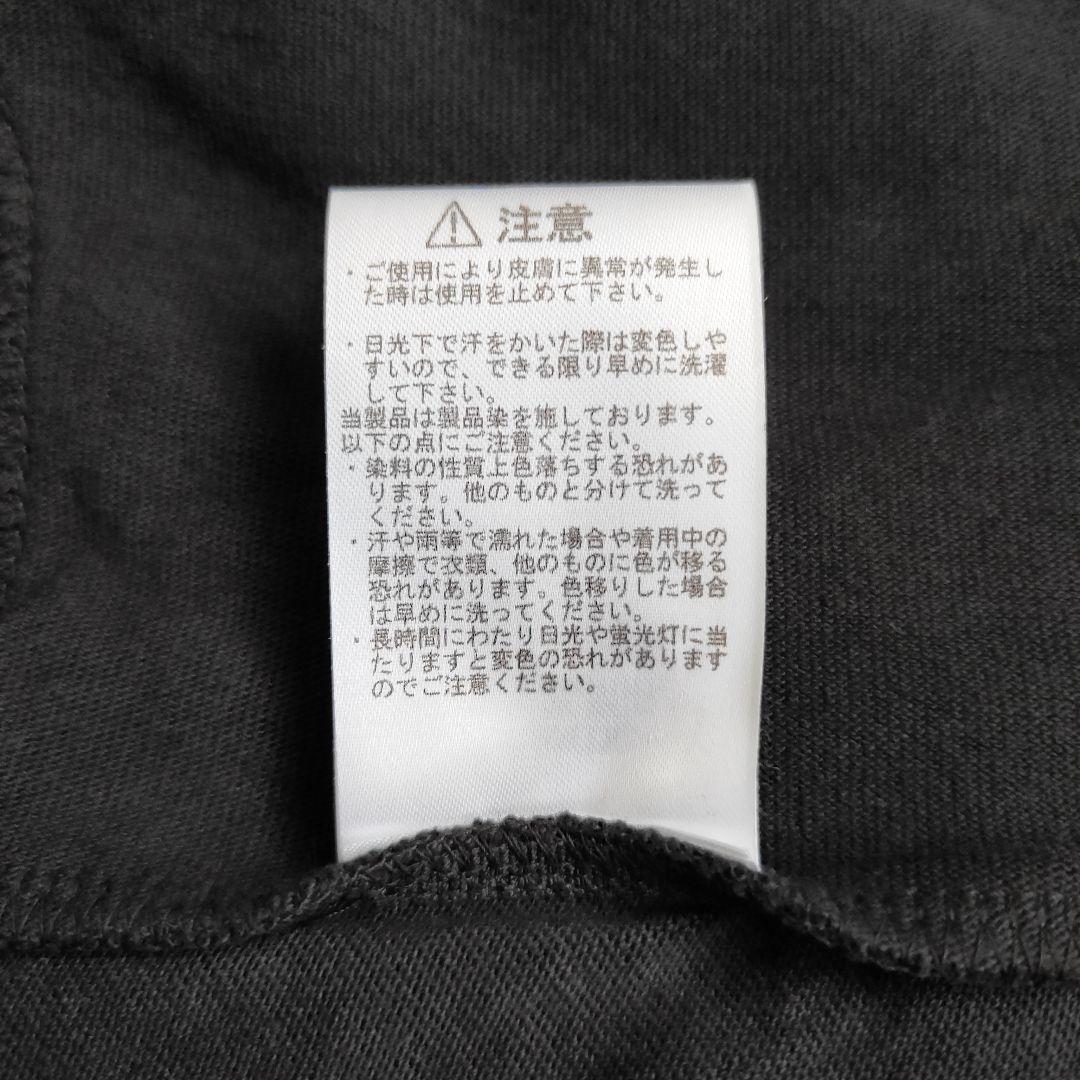 ⚠ 注意
・ご使用により皮膚に異常が発生し
た時は使用を止めて下さい。
・日光下で汗をかいた際は変色しや
すいので、できる限り早めに洗濯
して下さい。
当製品は製品染を施しております。
以下の点にご注意ください。
・染料の性質上色落ちする恐れがあ
ります。他のものと分けて洗って
ください。
・汗や雨等で濡れた場合や着用中の
摩擦で衣類、他のものに色が移る
恐れがあります。色移りした場合
は早めに洗ってください。
・長時間にわたり日光や蛍光灯に当
たりますと変色の恐れがあります
のでご注意ください。